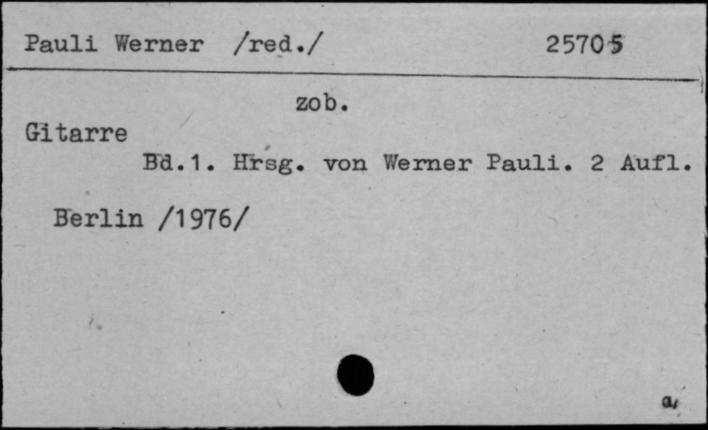 Pauli Werner /red./ 25705
zob.
Gitarre
Bd.1. Hrsg. von Werner Pauli. 2 Aufl.
Berlin /1976/
a